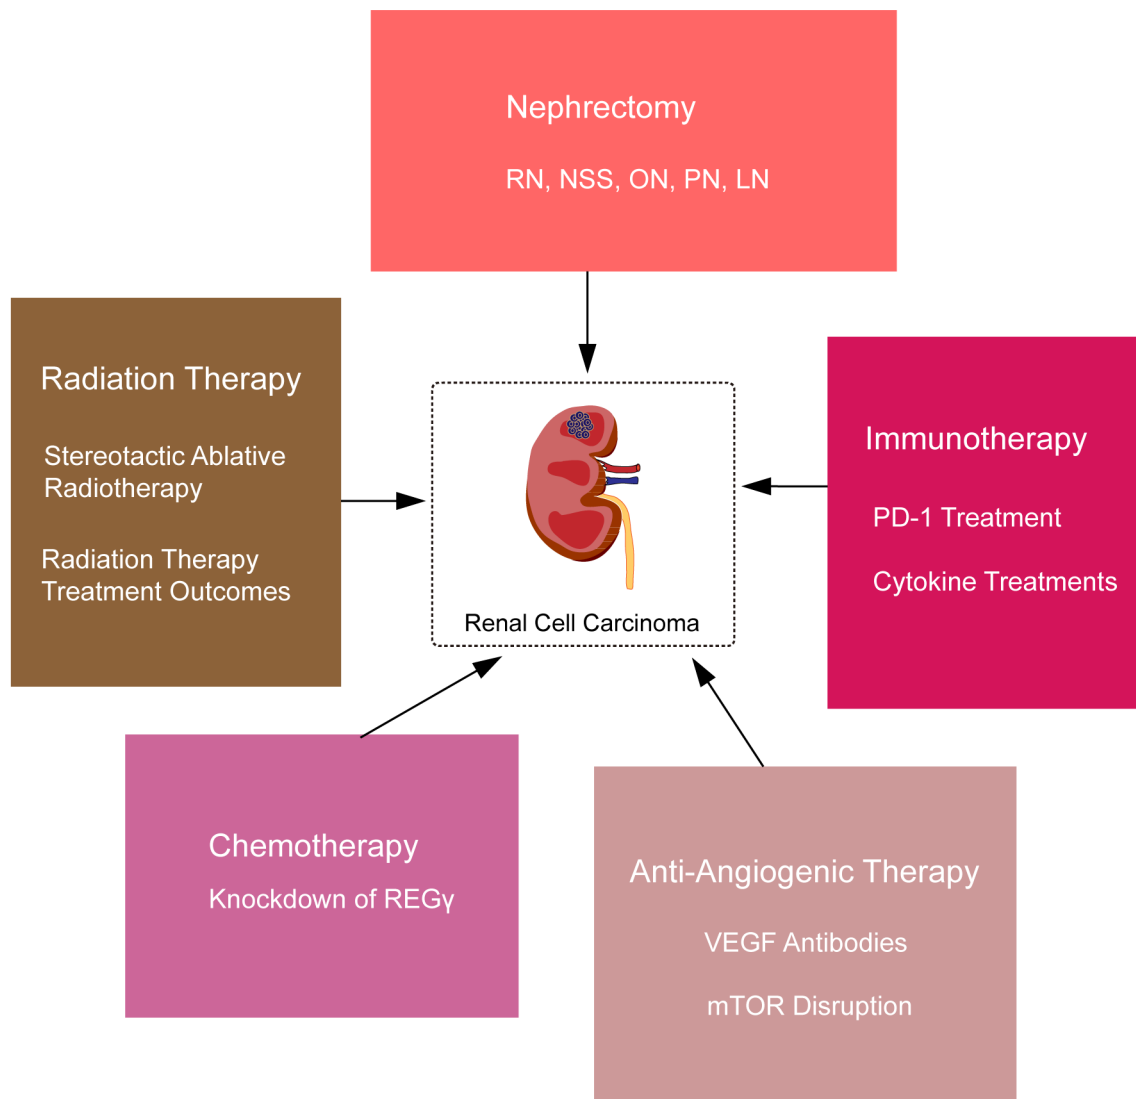 Nephrectomy
RN, NSS, ON, PN, LN
Radiation Therapy
Stereotactic Ablative
Radiotherapy
Radiation Therapy
Treatment Outcomes
Immunotherapy
PD-1 Treatment
Cytokine Treatments
Renal Cell Carcinoma
Chemotherapy
Knockdown of REGγ
Anti-Angiogenic Therapy
VEGF Antibodies
mTOR Disruption